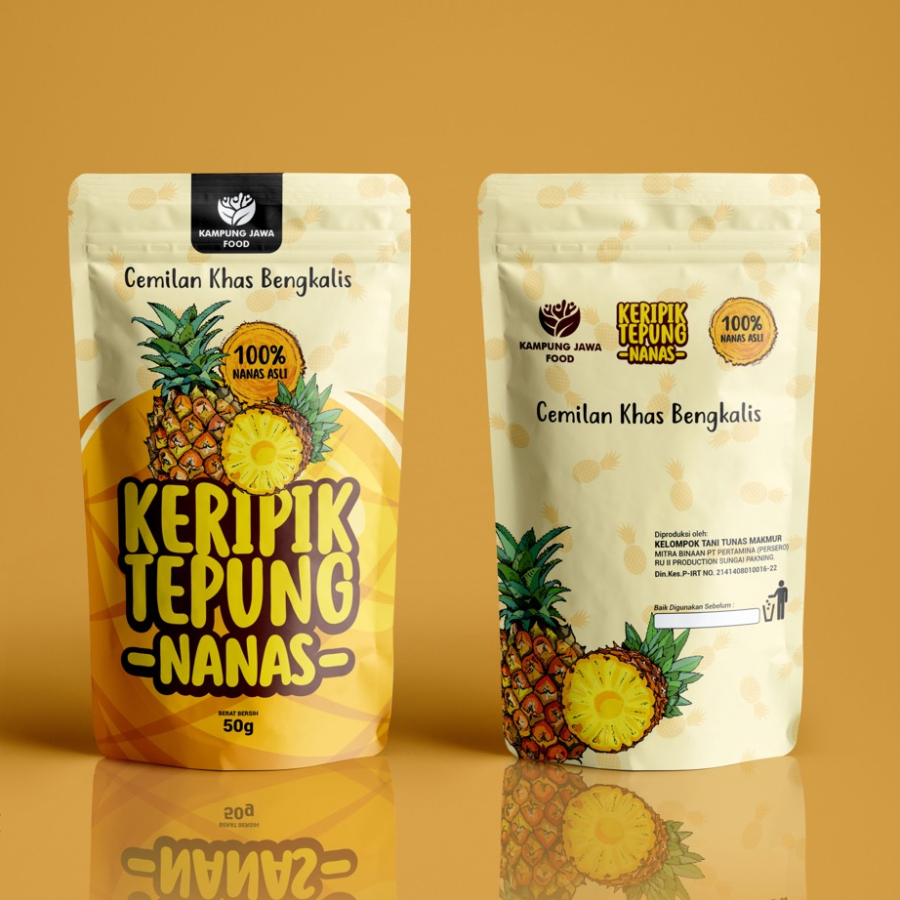 KAMPUNG JAWA
FOOD
Cemilan Khas Bengkalis
100%
NANAS ASLI
KERIPIK
TEPUNG
-NANAS-
BERAT BERSIH
50g
KAMPUNG JAWA
FOOD
KERIPIK
TEPUNG
-NANAS-
100%
NANAS ASLI
Cemilan Khas Bengkalis
Diproduksi oleh:
KELOMPOK TANI TUNAS MAKMUR
MITRA BINAAN PT PERTAMINA (PERSERO)
RU II PRODUCTION SUNGAI PAKNING.
Din.Kes.P-IRT NO. 2141408010016-22
Baik Digunakan Sebelum :